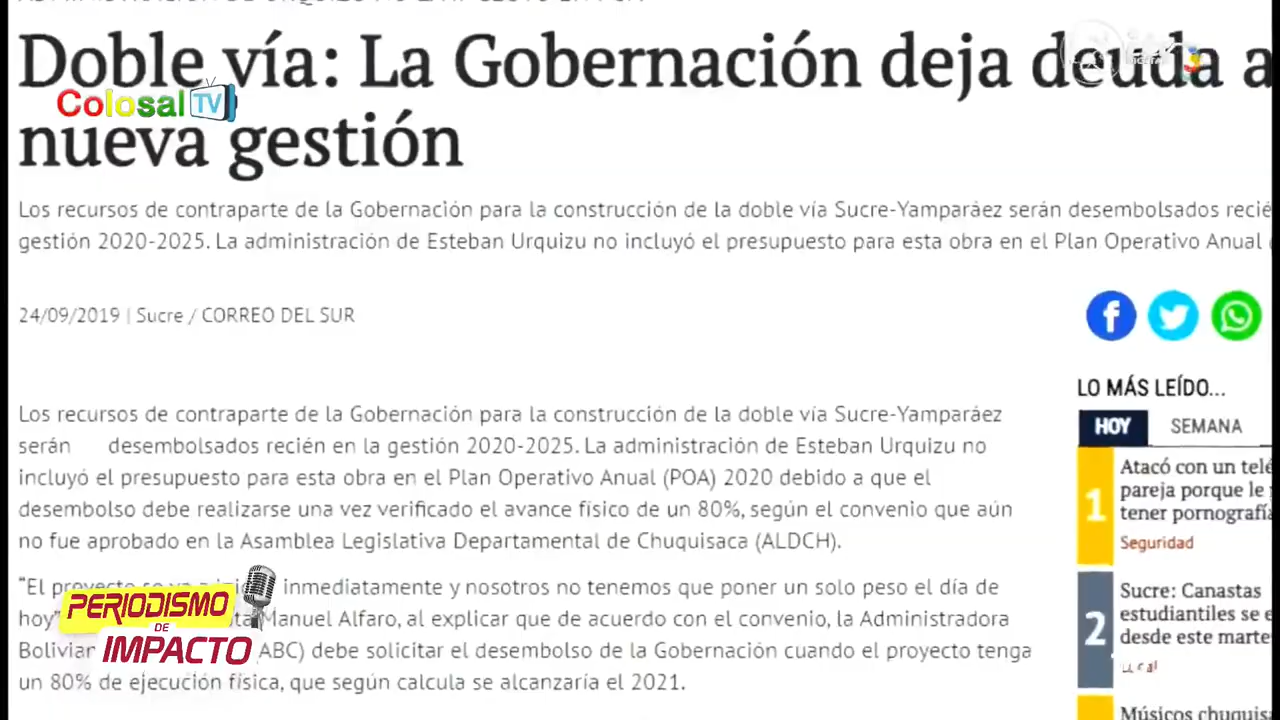 Doble vía: La Gobernación deja deuda a
nueva gestión
Colosal TV
Los recursos de contraparte de la Gobernación para la construcción de la doble vía Sucre-Yamparáez serán desembolsados recié
gestión 2020-2025. La administración de Esteban Urquizu no incluyó el presupuesto para esta obra en el Plan Operativo Anual
24/09/2019 | Sucre / CORREO DEL SUR
Los recursos de contraparte de la Gobernación para la construcción de la doble vía Sucre-Yamparáez
serán desembolsados recién en la gestión 2020-2025. La administración de Esteban Urquizu no
incluyó el presupuesto para esta obra en el Plan Operativo Anual (POA) 2020 debido a que el
desembolso debe realizarse una vez verificado el avance físico de un 80%, según el convenio que aún
no fue aprobado en la Asamblea Legislativa Departamental de Chuquisaca (ALDCH).
“El proyecto se va a inmediatamente y nosotros no tenemos que poner un solo peso el día de
hoy” Manuel Alfaro, al explicar que de acuerdo con el convenio, la Administradora
Bolivian ABC) debe solicitar el desembolso de la Gobernación cuando el proyecto tenga
un 80% de ejecución física, que según calcula se alcanzaría el 2021.
PERIODISMO
DE
IMPACTO
LO MÁS LEÍDO...
HOY SEMANA
1
Atacó con un telé
pareja porque le
tener pornografía
Seguridad
2
Sucre: Canastas
estudiantiles se e
desde este marte
Local
Músicos chuquisa